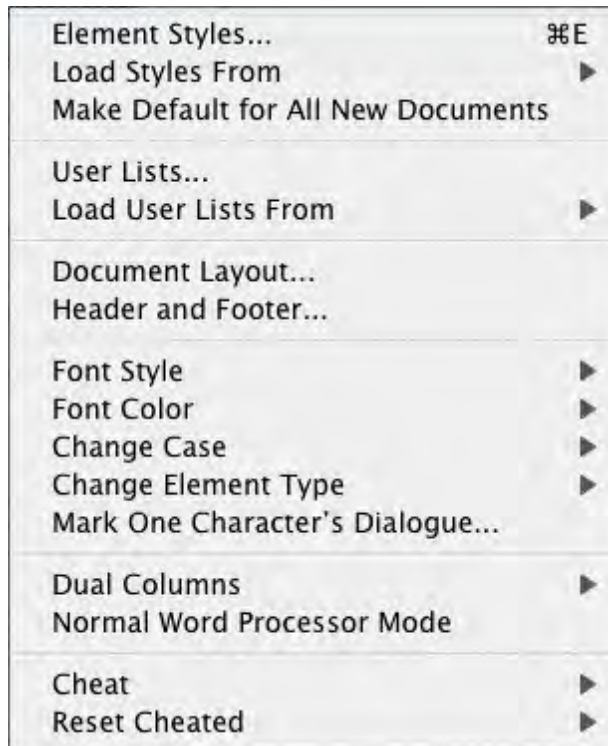 Element Styles... ⌘E
Load Styles From
Make Default for All New Documents
User Lists...
Load User Lists From
Document Layout...
Header and Footer...
Font Style
Font Color
Change Case
Change Element Type
Mark One Character’s Dialogue...
Dual Columns
Normal Word Processor Mode
Cheat
Reset Cheated